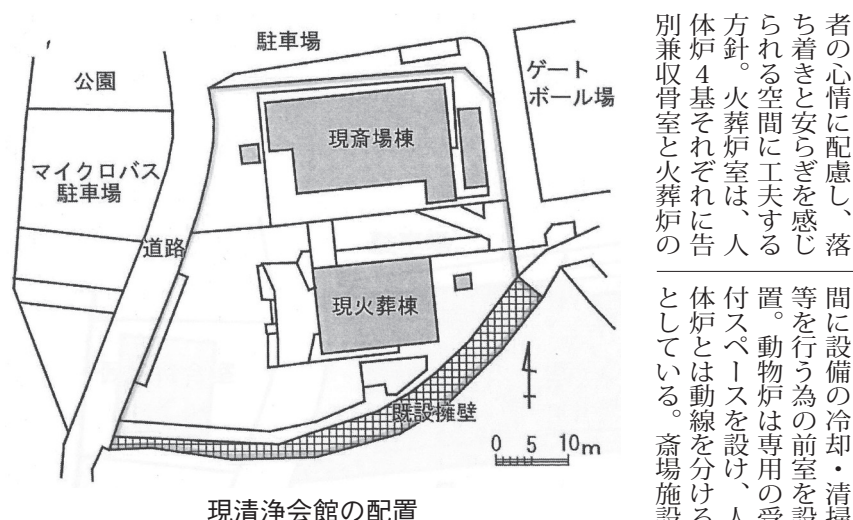 駐車場
公園
ゲート
ボール場
現斎場棟
マイクロバス
駐車場
道路
現火葬棟
既設擁壁
0 5 10m
現清浄会館の配置
者の心情に配慮し、落
ち着きと安らぎを感じ
られる空間に工夫する
方針。火葬炉室は、人
体炉4基それぞれに告
別兼収骨室と火葬炉の
間に設備の冷却・清掃
等を行う為の前室を設
置。動物炉は専用の受
付スペースを設け、人
体炉とは動線を分ける
としている。斎場施設